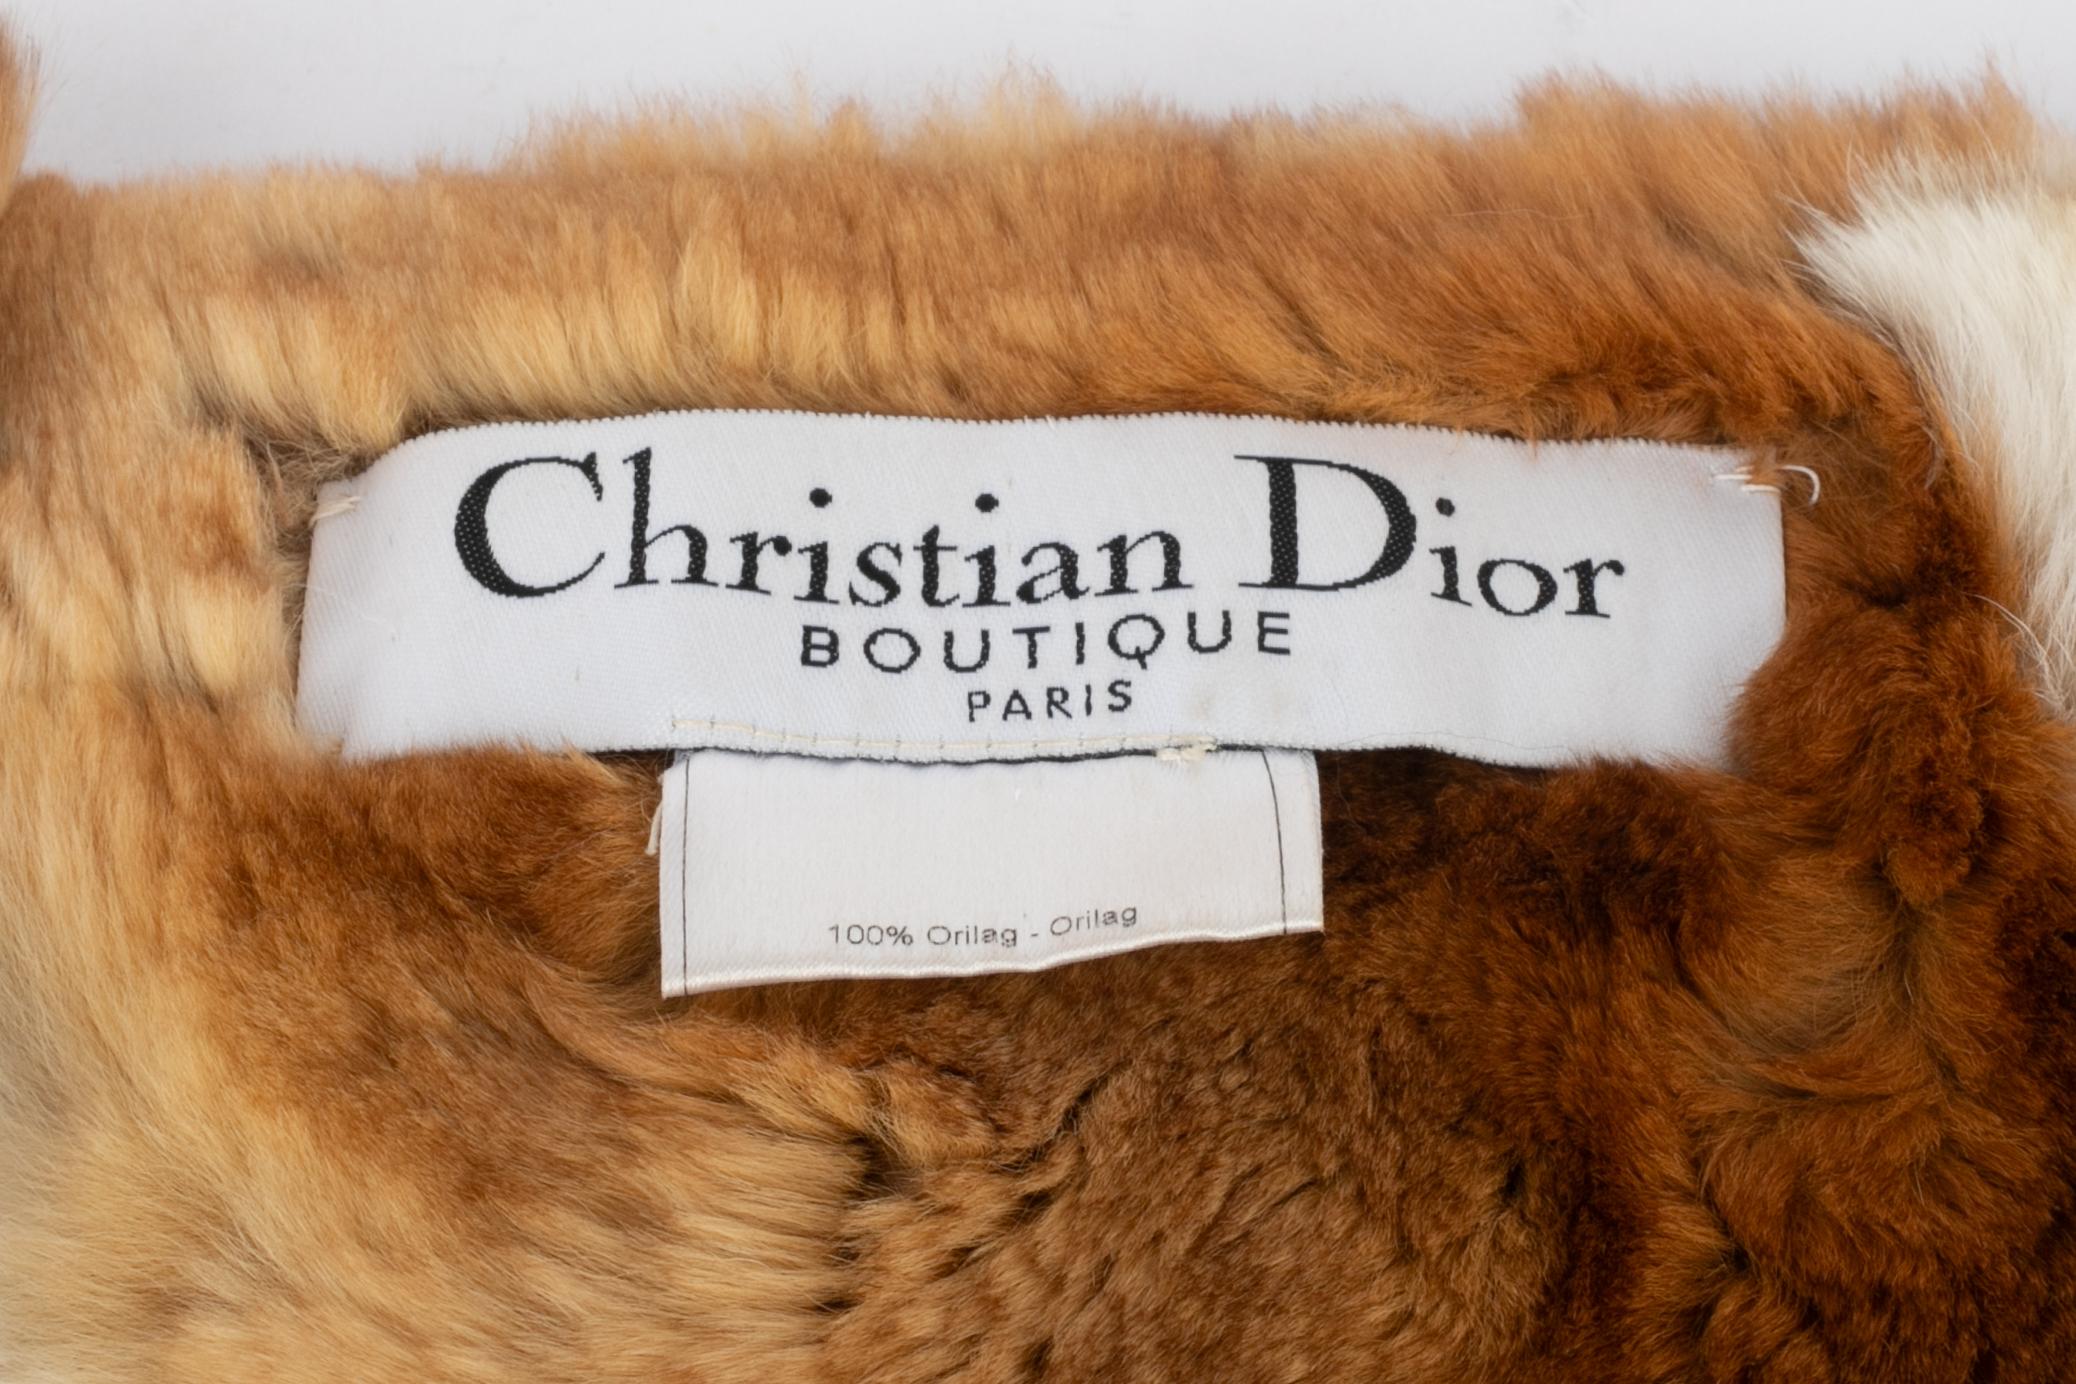 Christian Dior
BOUTIQUE
PARIS
100% Orilag - Orilag